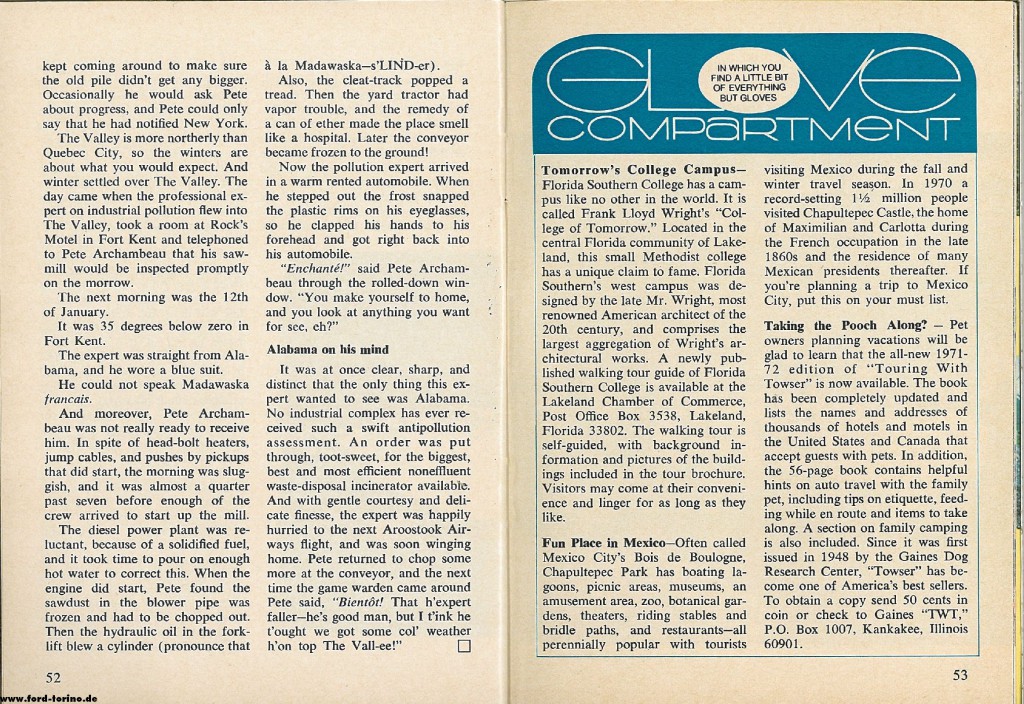 kept coming around to make sure
the old pile didn't get any bigger.
Occasionally he would ask Pete
about progress, and Pete could only
say that he had notified New York.
The Valley is more northerly than
Quebec City, so the winters are
about what you would expect. And
winter settled over The Valley. The
day came when the professional ex-
pert on industrial pollution flew into
The Valley, took a room at Rock's
Motel in Fort Kent and telephoned
to Pete Archambeau that his saw-
mill would be inspected promptly
on the morrow.
The next morning was the 12th
of January.
It was 35 degrees below zero in
Fort Kent.
The expert was straight from Ala-
bama, and he wore a blue suit.
He could not speak Madawaska
francais.
And moreover, Pete Archam-
beau was not really ready to receive
him. In spite of head-bolt heaters,
jump cables, and pushes by pickups
that did start, the morning was slug-
gish, and it was almost a quarter
past seven before enough of the
crew arrived to start up the mill.
The diesel power plant was re-
luctant, because of a solidified fuel,
and it took time to pour on enough
hot water to correct this. When the
engine did start, Pete found the
sawdust in the blower pipe was
frozen and had to be chopped out.
Then the hydraulic oil in the fork-
lift blew a cylinder (pronounce that
52
à la Madawaska—s'LIND-er).
Also, the cleat-track popped a
tread. Then the yard tractor had
vapor trouble, and the remedy of
a can of ether made the place smell
like a hospital. Later the conveyor
became frozen to the ground!
Now the pollution expert arrived
in a warm rented automobile. When
he stepped out the frost snapped
the plastic rims on his eyeglasses,
so he clapped his hands to his
forehead and got right back into
his automobile.
"Enchanté!" said Pete Archam-
beau through the rolled-down win-
dow. "You make yourself to home,
and you look at anything you want
for see, eh?"
Alabama on his mind
It was at once clear, sharp, and
distinct that the only thing this ex-
pert wanted to see was Alabama.
No industrial complex has ever re-
ceived such a swift antipollution
assessment. An order was put
through, toot-sweet, for the biggest,
best and most efficient noneffluent
waste-disposal incinerator available.
And with gentle courtesy and deli-
cate finesse, the expert was happily
hurried to the next Aroostook Air-
ways flight, and was soon winging
home. Pete returned to chop some
more at the conveyor, and the next
time the game warden came around
Pete said, "Bientôt! That h'expert
faller—he's good man, but I t'ink he
t'ought we got some col' weather
h'on top The Vall-ee!"
GLOVE
IN WHICH YOU
FIND A LITTLE BIT
OF EVERYTHING
BUT GLOVES
COMPARTMENT
Tomorrow's College Campus—
Florida Southern College has a cam-
pus like no other in the world. It is
called Frank Lloyd Wright's "Col-
lege of Tomorrow." Located in the
central Florida community of Lake-
land, this small Methodist college
has a unique claim to fame. Florida
Southern's west campus was de-
signed by the late Mr. Wright, most
renowned American architect of the
20th century, and comprises the
largest aggregation of Wright's ar-
chitectural works. A newly pub-
lished walking tour guide of Florida
Southern College is available at the
Lakeland Chamber of Commerce,
Post Office Box 3538, Lakeland,
Florida 33802. The walking tour is
self-guided, with background in-
formation and pictures of the build-
ings included in the tour brochure.
Visitors may come at their conveni-
ence and linger for as long as they
like.
Fun Place in Mexico—Often called
Mexico City's Bois de Boulogne,
Chapultepec Park has boating la-
goons, picnic areas, museums, an
amusement area, zoo, botanical gar-
dens, theaters, riding stables and
bridle paths, and restaurants—all
perennially popular with tourists
visiting Mexico during the fall and
winter travel season. In 1970 a
record-setting 1½ million people
visited Chapultepec Castle, the home
of Maximilian and Carlotta during
the French occupation in the late
1860s and the residence of many
Mexican presidents thereafter. If
you're planning a trip to Mexico
City, put this on your must list.
Taking the Pooch Along? — Pet
owners planning vacations will be
glad to learn that the all-new 1971-
72 edition of "Touring With
Towser" is now available. The book
has been completely updated and
lists the names and addresses of
thousands of hotels and motels in
the United States and Canada that
accept guests with pets. In addition,
the 56-page book contains helpful
hints on auto travel with the family
pet, including tips on etiquette, feed-
ing while en route and items to take
along. A section on family camping
is also included. Since it was first
issued in 1948 by the Gaines Dog
Research Center, "Towser" has be-
come one of America's best sellers.
To obtain a copy send 50 cents in
coin or check to Gaines "TWT,"
P.O. Box 1007, Kankakee, Illinois
60901.
53
www.ford-torino.de